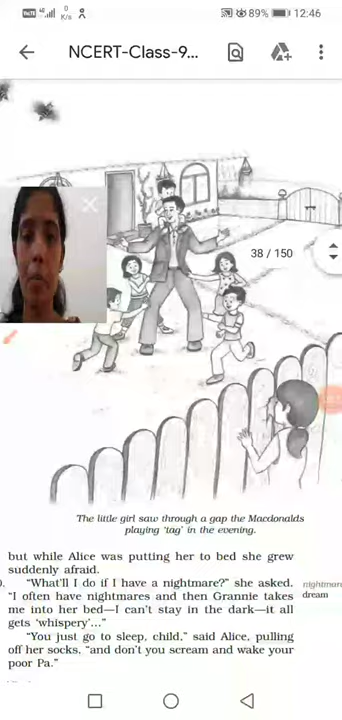 89% 12:46
NCERT-Class-9...
38 / 150
The little girl saw through a gap the Macdonalds
playing ‘tag’ in the evening.
but while Alice was putting her to bed she grew
suddenly afraid.
“What’ll I do if I have a nightmare?” she asked.
“I often have nightmares and then Grannie takes
me into her bed—I can’t stay in the dark—it all
gets ‘whispery’...”
“You just go to sleep, child,” said Alice, pulling
off her socks, “and don’t you scream and wake your
poor Pa.”
dream